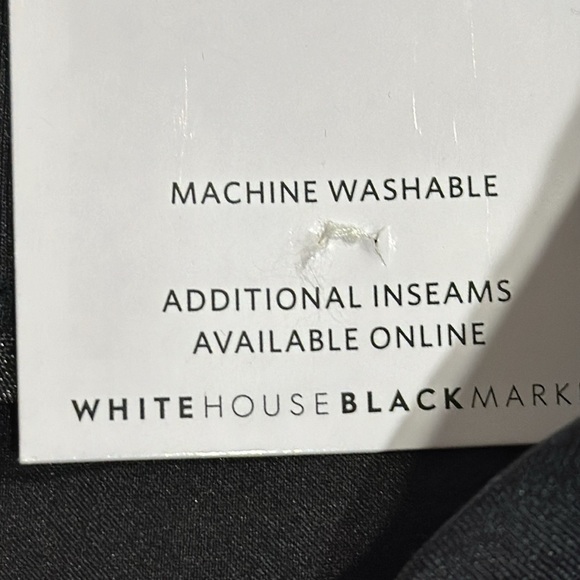 MACHINE WASHABLE
ADDITIONAL INSEAMS
AVAILABLE ONLINE
WHITEHOUSEBLACKMARK